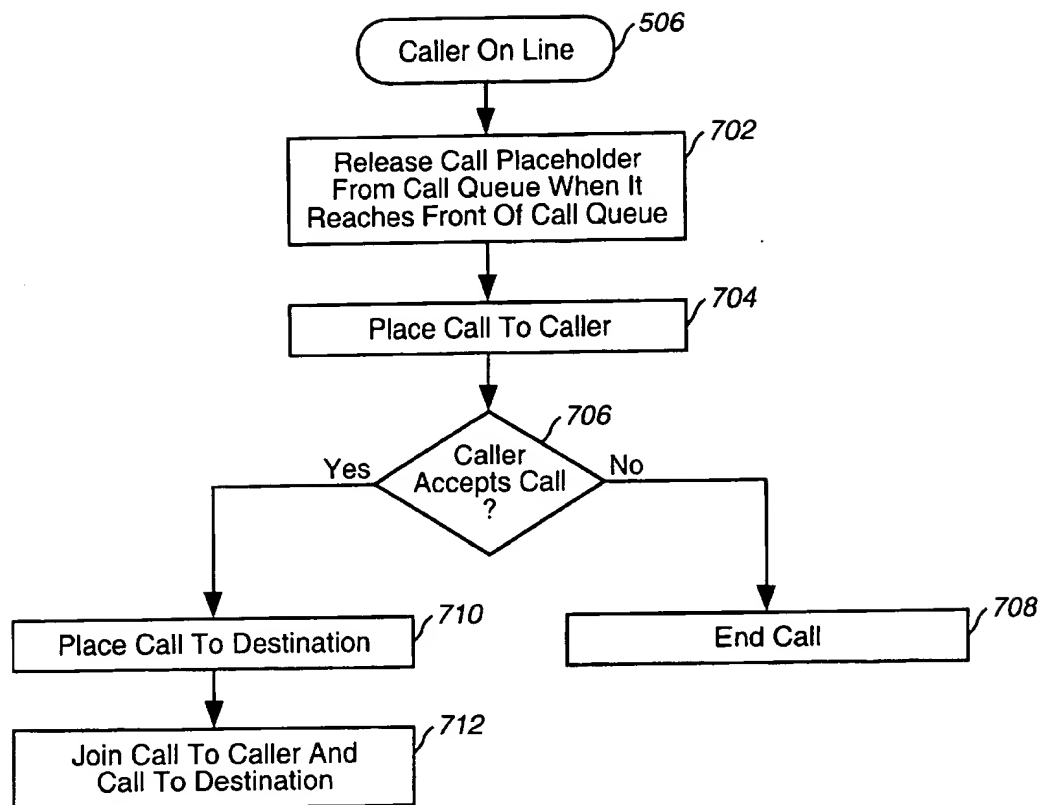 506
Caller On Line
702
Release Call Placeholder
From Call Queue When It
Reaches Front Of Call Queue
704
Place Call To Caller
706
Caller
Accepts Call
?
Yes
No
710
Place Call To Destination
708
End Call
712
Join Call To Caller And
Call To Destination